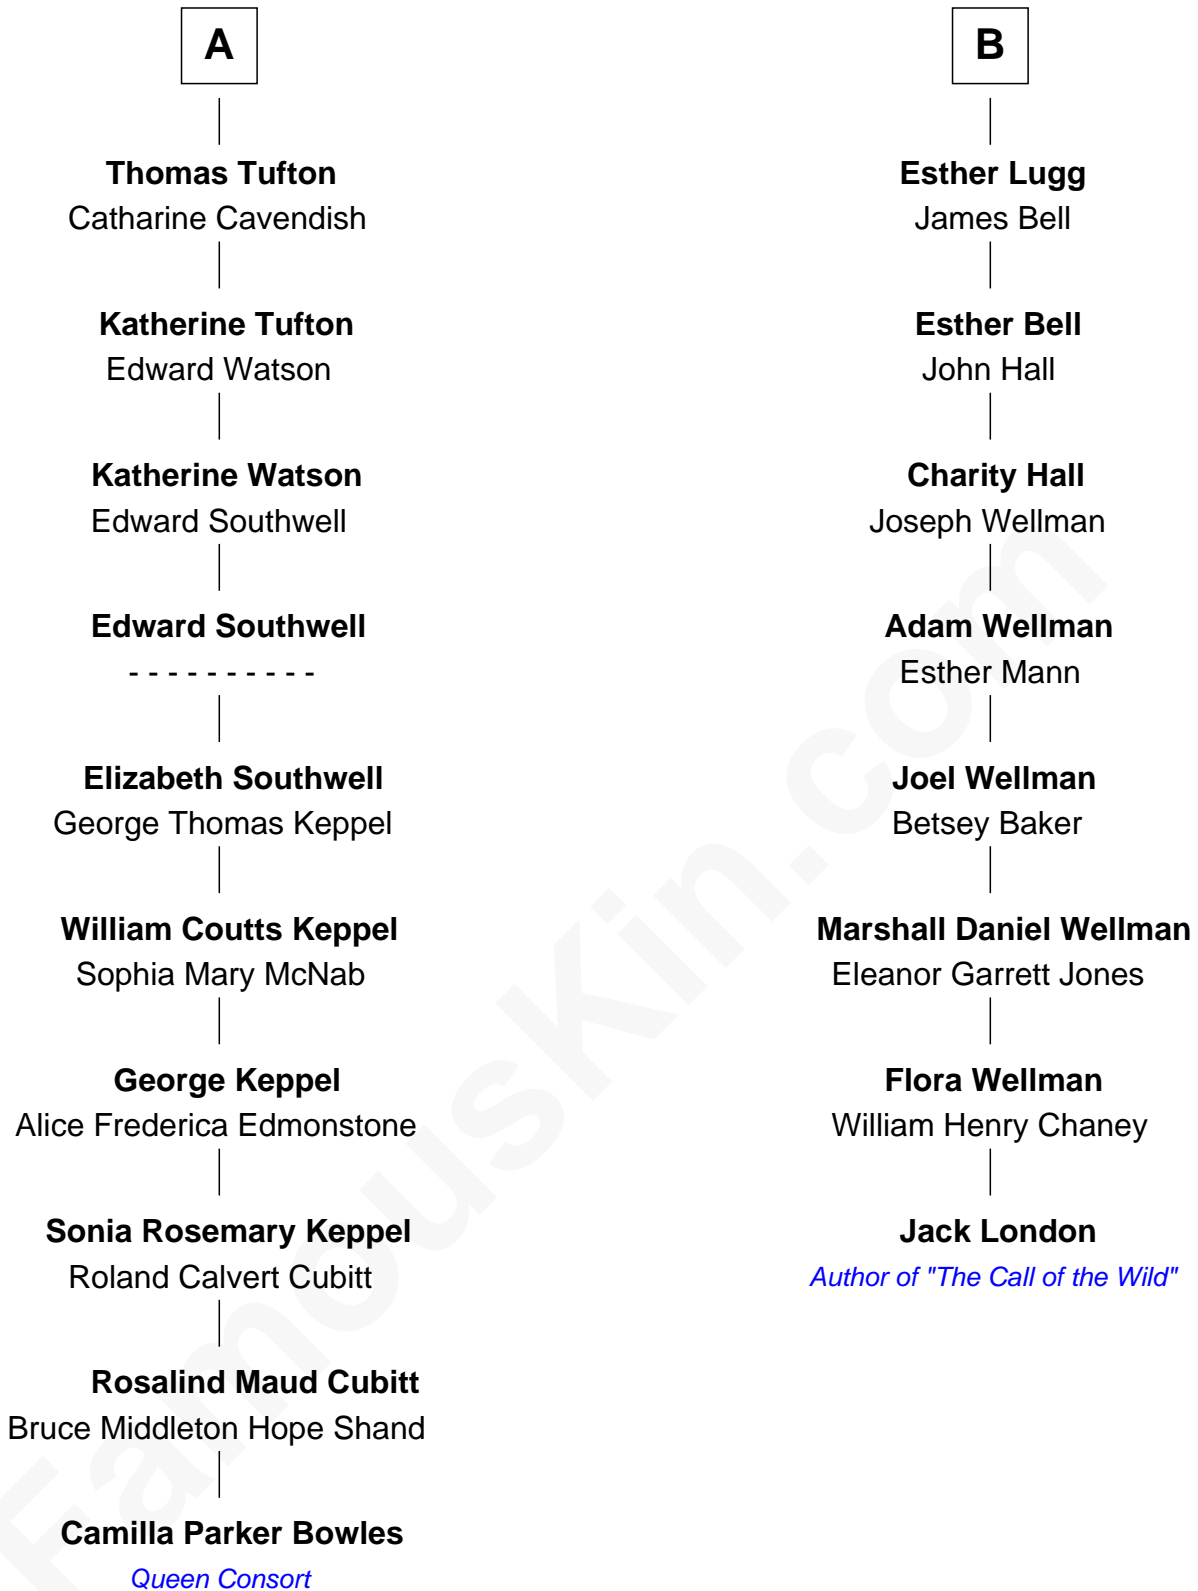 A
Thomas Tufton
Catharine Cavendish
Katherine Tufton
Edward Watson
Katherine Watson
Edward Southwell
Edward Southwell
- - - - - - - - - -
Elizabeth Southwell
George Thomas Keppel
William Coutts Keppel
Sophia Mary McNab
George Keppel
Alice Frederica Edmonstone
Sonia Rosemary Keppel
Roland Calvert Cubitt
Rosalind Maud Cubitt
Bruce Middleton Hope Shand
Camilla Parker Bowles
Queen Consort
B
Esther Lugg
James Bell
Esther Bell
John Hall
Charity Hall
Joseph Wellman
Adam Wellman
Esther Mann
Joel Wellman
Betsey Baker
Marshall Daniel Wellman
Eleanor Garrett Jones
Flora Wellman
William Henry Chaney
Jack London
Author of "The Call of the Wild"
FamousKin.com